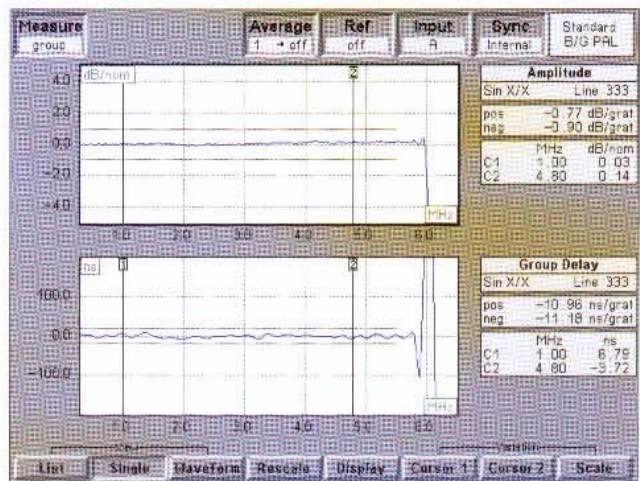 Measure
group
Average
1 → off
Ref
off
Input
A
Sync
Internal
Standard
B/G PAL
dB/nom
4.0
2.0
0.0
-2.0
-4.0
2
MHz
1.0 2.0 3.0 4.0 5.0 6.0
Amplitude
Sin X/X Line 333
pos -0.77 dB/grat
neg -0.90 dB/grat
MHz dB/nom
C1 1.00 0.03
C2 4.80 0.14
ns
1
2
100.0
0.0
-100.0
MHz
1.0 2.0 3.0 4.0 5.0 6.0
Group Delay
Sin X/X Line 333
pos -10.96 ns/grat
neg -11.18 ns/grat
MHz ns
C1 1.00 6.79
C2 4.80 -3.72
List Single Waveform Rescale Display Cursor 1 Cursor 2 Scale